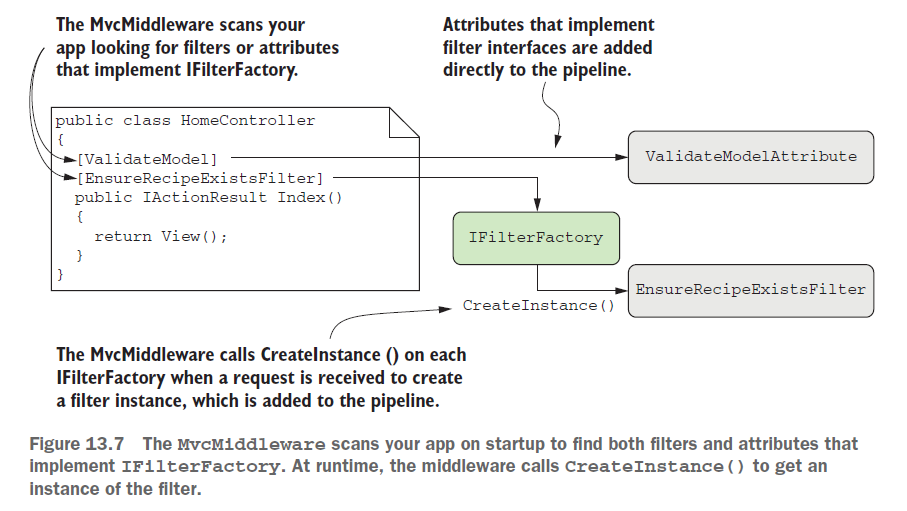 The MvcMiddleware scans your
app looking for filters or attributes
that implement IFilterFactory.
Attributes that implement
filter interfaces are added
directly to the pipeline.
public class HomeController
{
[ValidateModel]
[EnsureRecipeExistsFilter]
public IActionResult Index()
{
return View();
}
}
ValidateModelAttribute
IFilterFactory
EnsureRecipeExistsFilter
CreateInstance()
The MvcMiddleware calls CreateInstance () on each
IFilterFactory when a request is received to create
a filter instance, which is added to the pipeline.
Figure 13.7 The MvcMiddleware scans your app on startup to find both filters and attributes that
implement IFilterFactory. At runtime, the middleware calls CreateInstance() to get an
instance of the filter.